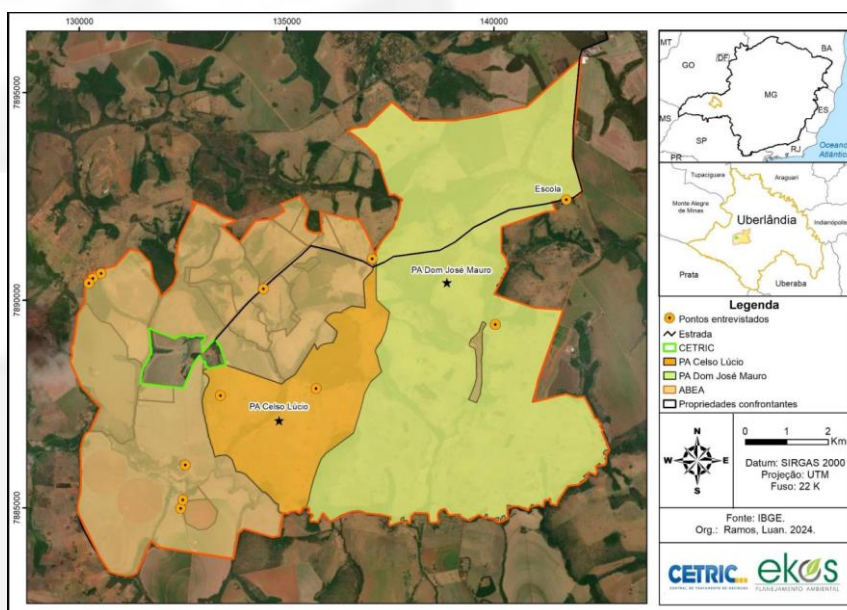 130000
135000
140000
7895000
7890000
7885000
Escola
PA Dom José Mauro
PA Celso Lúcio
MT
GO
DF
BA
MG
ES
MS
SP
RJ
PR
Oceano
Atlântico
Tupaciguara
Araguari
Monte Alegre
de Minas
Uberlândia
Indianópolis
Prata
Uberaba
Legenda
Pontos entrevistados
Estrada
CETRIC
PA Celso Lúcio
PA Dom José Mauro
ABEA
Propriedades confrontantes
N
W
E
S
0 1 2
Km
Datum: SIRGAS 2000
Projeção: UTM
Fuso: 22 K
Fonte: IBGE.
Org.: Ramos, Luan. 2024.
CETRIC
CENTRAL DE TRATAMENTO DE RESÍDUOS
ekos
PLANEJAMENTO AMBIENTAL